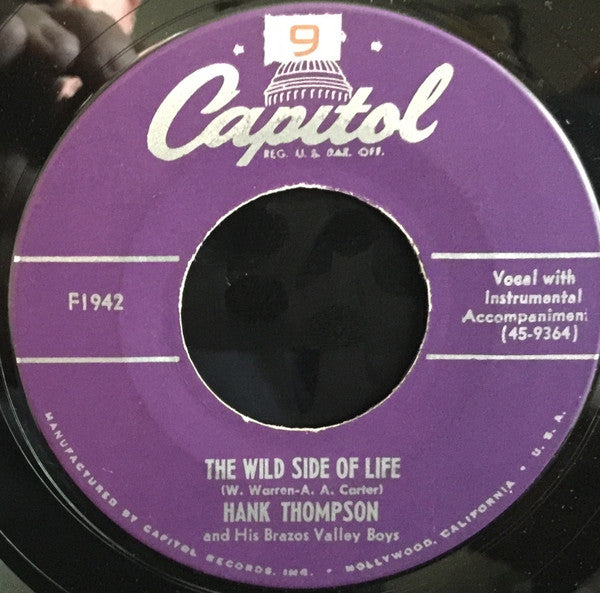 9
Capitol
REG. U.S. PAT. OFF.
F1942
Vocal with
Instrumental
Accompaniment
(45-9364)
THE WILD SIDE OF LIFE
(W. Warren-A. A. Carter)
HANK THOMPSON
and His Brazos Valley Boys
MANUFACTURED BY CAPITOL RECORDS, INC. • HOLLYWOOD, CALIFORNIA • U.S.A.